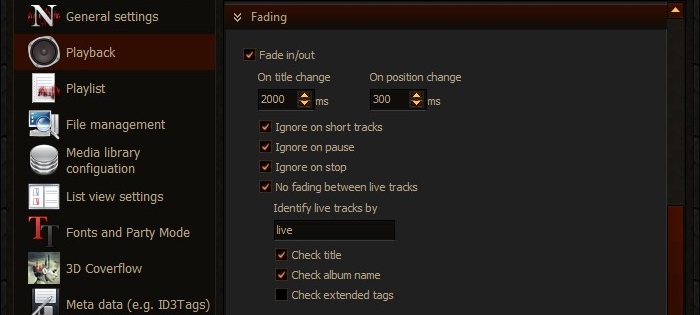 General settings
Playback
Playlist
File management
Media library
configuation
List view settings
Fonts and Party Mode
3D Coverflow
Meta data (e.g. ID3Tags)
Fading
Fade in/out
On title change On position change
2000 ms 300 ms
Ignore on short tracks
Ignore on pause
Ignore on stop
No fading between live tracks
Identify live tracks by
live
Check title
Check album name
Check extended tags